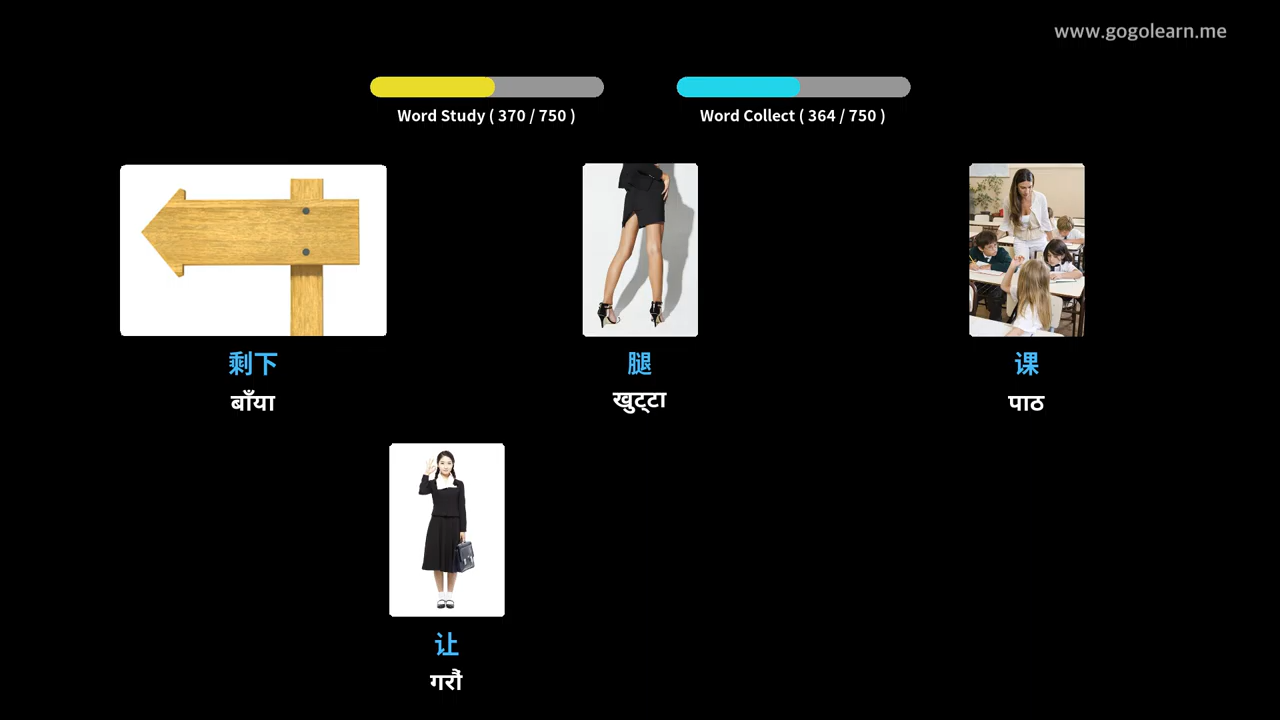 www.gogolearn.me
Word Study ( 370 / 750 )
Word Collect ( 364 / 750 )
剩下
बाँया
腿
खुट्टा
课
पाठ
让
गरौं